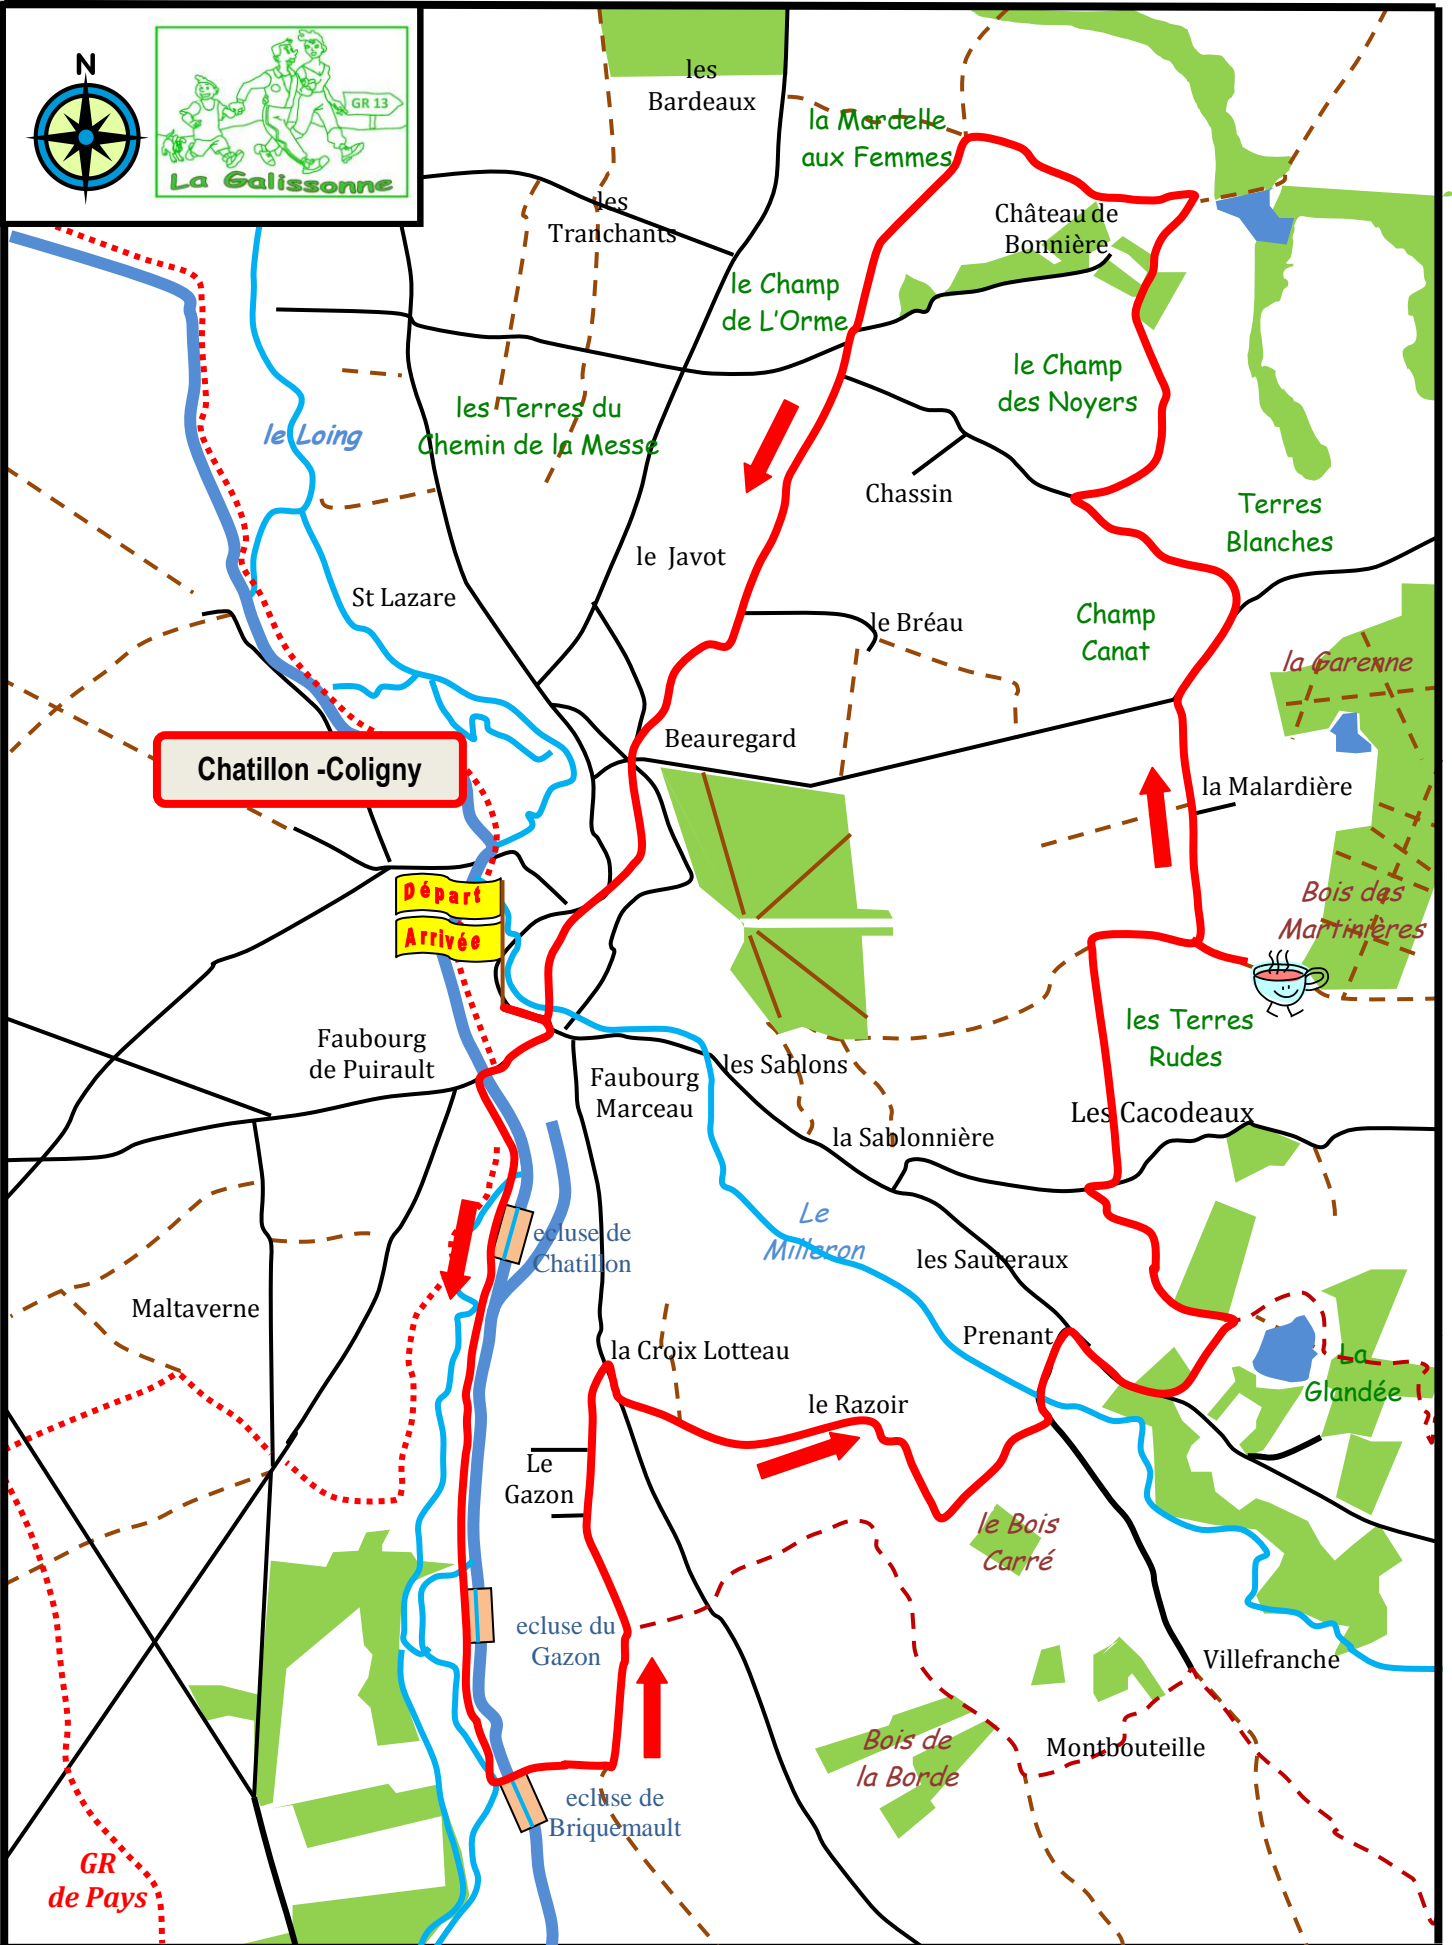 N
GR 13
La Galissonne
les
Bardeaux
la Mardelle
aux Femmes
les
Tranchants
Château de
Bonnière
le Champ
de L'Orme
le Champ
des Noyers
les Terres du
Chemin de la Messe
le Loing
Chassin
Terres
Blanches
le Javot
St Lazare
le Bréau
Champ
Canat
la Garenne
Beauregard
Chatillon -Coligny
la Malardière
Départ
Arrivée
Bois des
Martinières
les Terres
Rudes
Faubourg
de Puirault
Faubourg
Marceau
les Sablons
Les Cacodeaux
la Sablonnière
ecluse de
Chatillon
Le
Milleron
les Sauteraux
Maltaverne
la Croix Lotteau
Prenant
La
Glandée
le Razoir
Le
Gazon
le Bois
Carré
ecluse du
Gazon
Villefranche
Bois de
la Borde
Montbouteille
ecluse de
Briquemault
GR
de Pays